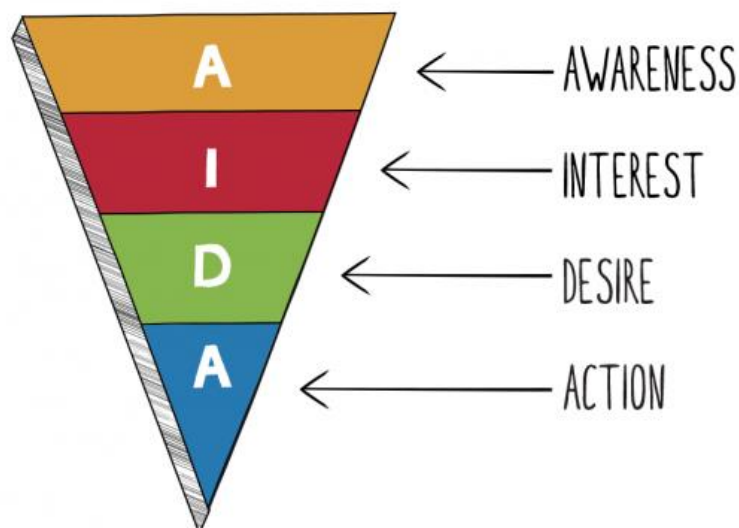 A
AWARENESS
I
INTEREST
D
DESIRE
A
ACTION